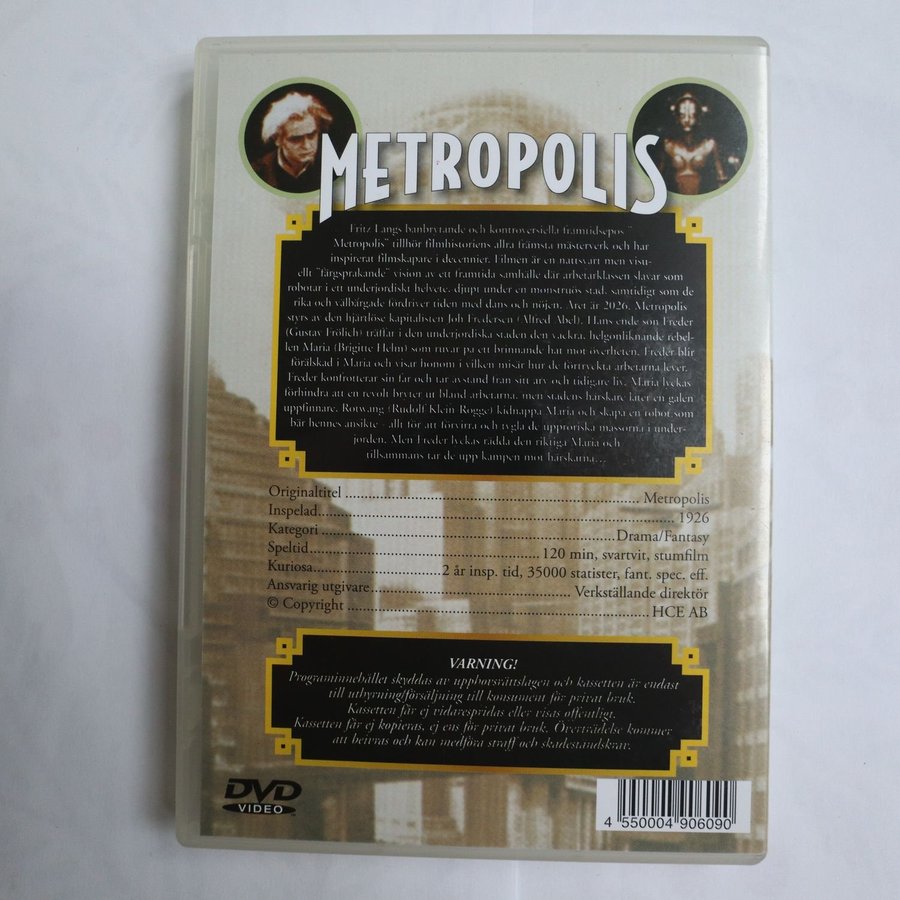 METROPOLIS
Fritz Langs banbrytande och kontroversiella framtidsepos "
Metropolis" tillhör filmhistoriens allra främsta mästerverk och har
inspirerat filmskapare i decennier. Filmen är en nattsvart men visu-
ellt "färgsprakande" vision av ett framtida samhälle där arbetarklassen slavar som
robotar i ett underjordiskt helvete, djupt under en monstruös stad, samtidigt som de
rika och välbärgade fördriver tiden med dans och nöjen. Året är 2026. Metropolis
styrs av den hjärtlöse kapitalisten Joh Fredersen (Alfred Abel). Hans ende son Freder
(Gustav Frölich) träffar i den underjordiska staden den vackra, helgonliknande rebel-
len Maria (Brigitte Helm) som ruvar på ett brinnande hat mot överheten. Freder blir
förälskad i Maria och visar honom i vilken misär hur de förtryckta arbetarna lever.
Freder konfronterar sin far och tar avstånd från sitt arv och tidigare liv. Maria lyckas
förhindra att en revolt bryter ut bland arbetarna, men stadens härskare låter en galen
uppfinnare, Rotwang (Rudolf Klein-Rogge) kidnappa Maria och skapa en robot som
bär hennes ansikte - allt för att förvirra och tygla de upproriska massorna i under-
jorden. Men Freder lyckas rädda den riktiga Maria och
tillsammans tar de upp kampen mot härskarna...
Originaltitel ........ Metropolis
Inspelad........ 1926
Kategori ........Drama/Fantasy
Speltid........ 120 min, svartvit, stumfilm
Kuriosa........2 år insp. tid, 35000 statister, fant. spec. eff.
Ansvarig utgivare........ Verkställande direktör
© Copyright ........ HCE AB
VARNING!
Programinnehållet skyddas av upphovsrättslagen och kassetten är endast
till uthyrning/försäljning till konsument för privat bruk.
Kassetten får ej vidarespridas eller visas offentligt.
Kassetten får ej kopieras, ej ens för privat bruk. Överträdelse kommer
att beivras och kan medföra straff och skadeståndskrav.
DVD
VIDEO
4 550004 906090